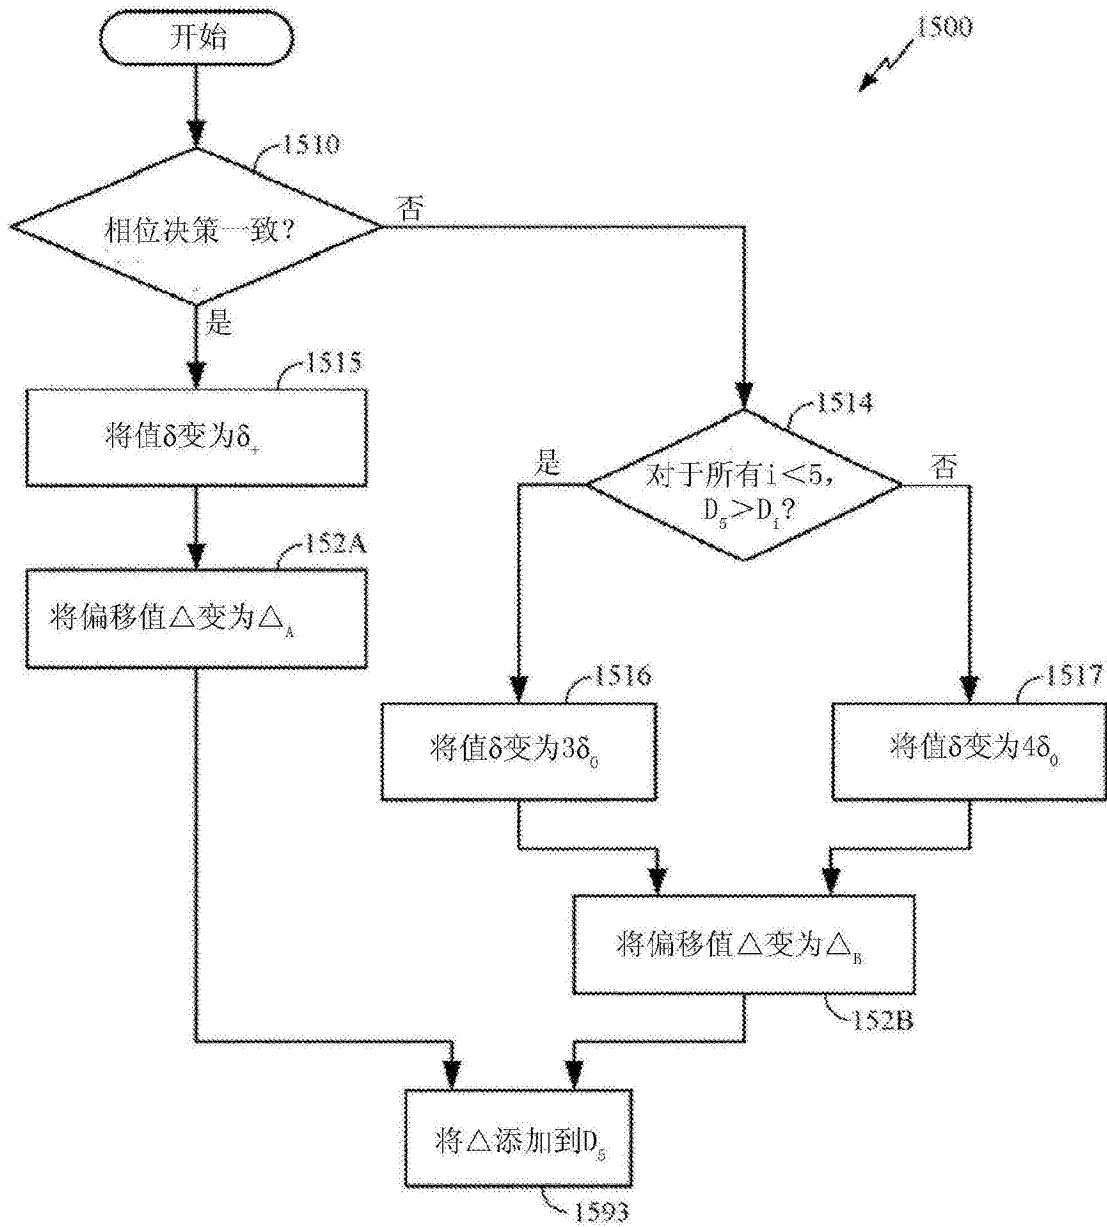 开始
1500
1510
相位决策一致？
否
是
1515
将值δ变为δ₊
1514
对于所有i＜5，
D₅＞Dᵢ？
是
否
152A
将偏移值△变为△A
1516
将值δ变为3δ₀
1517
将值δ变为4δ₀
将偏移值△变为△B
152B
将△添加到D₅
1593